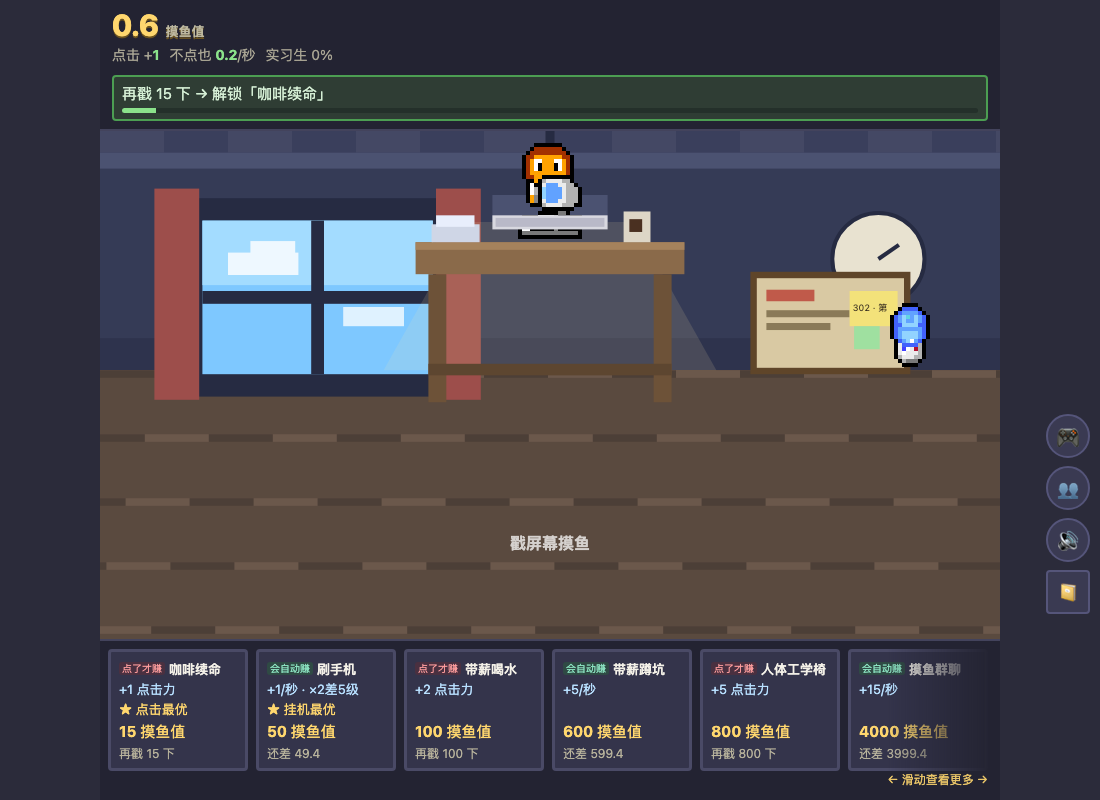 0.6 摸鱼值
点击 +1 不点也 0.2/秒 实习生 0%
再戳 15 下 → 解锁「咖啡续命」
302 · 第
戳屏幕摸鱼
点了才赚 咖啡续命
+1 点击力
★ 点击最优
15 摸鱼值
再戳 15 下
会自动赚 刷手机
+1/秒 · ×2差5级
★ 挂机最优
50 摸鱼值
还差 49.4
点了才赚 带薪喝水
+2 点击力
100 摸鱼值
再戳 100 下
会自动赚 带薪蹲坑
+5/秒
600 摸鱼值
还差 599.4
点了才赚 人体工学椅
+5 点击力
800 摸鱼值
再戳 800 下
会自动赚 摸鱼群聊
+15/秒
4000 摸鱼值
还差 3999.4
← 滑动查看更多 →